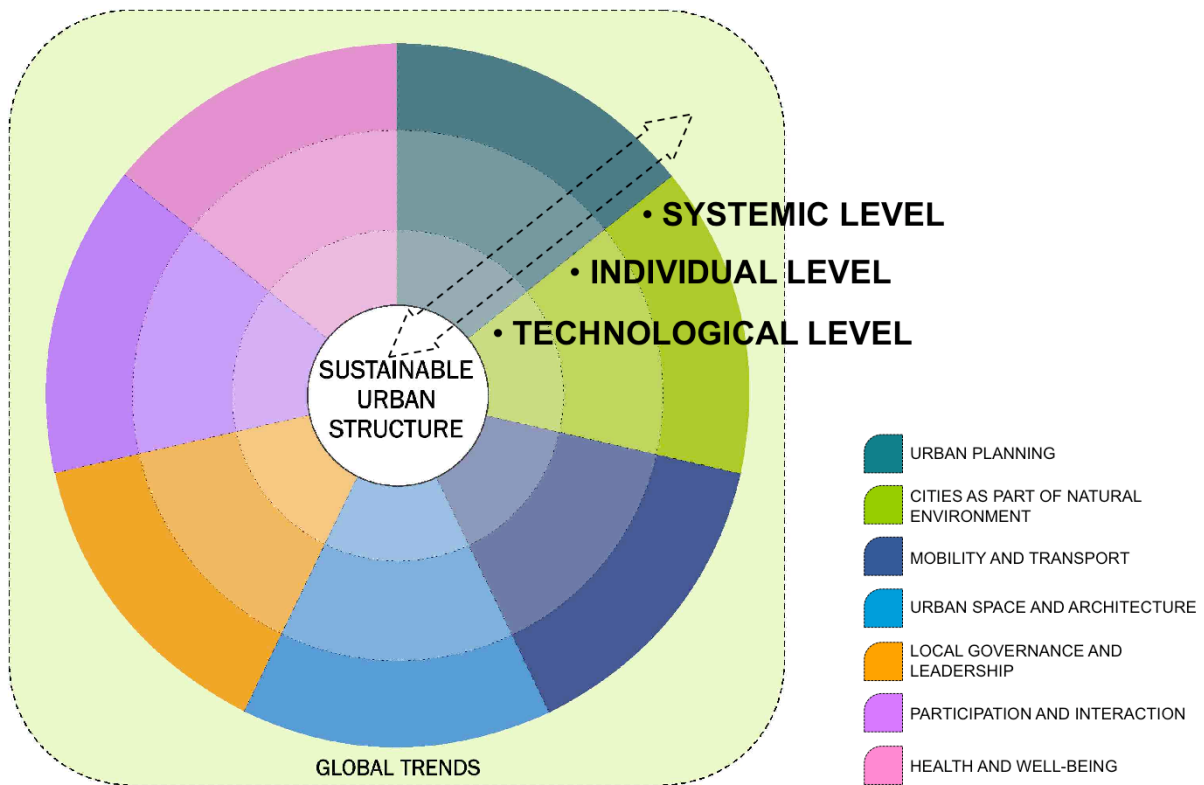 • SYSTEMIC LEVEL
• INDIVIDUAL LEVEL
• TECHNOLOGICAL LEVEL
SUSTAINABLE
URBAN
STRUCTURE
GLOBAL TRENDS
URBAN PLANNING
CITIES AS PART OF NATURAL
ENVIRONMENT
MOBILITY AND TRANSPORT
URBAN SPACE AND ARCHITECTURE
LOCAL GOVERNANCE AND
LEADERSHIP
PARTICIPATION AND INTERACTION
HEALTH AND WELL-BEING